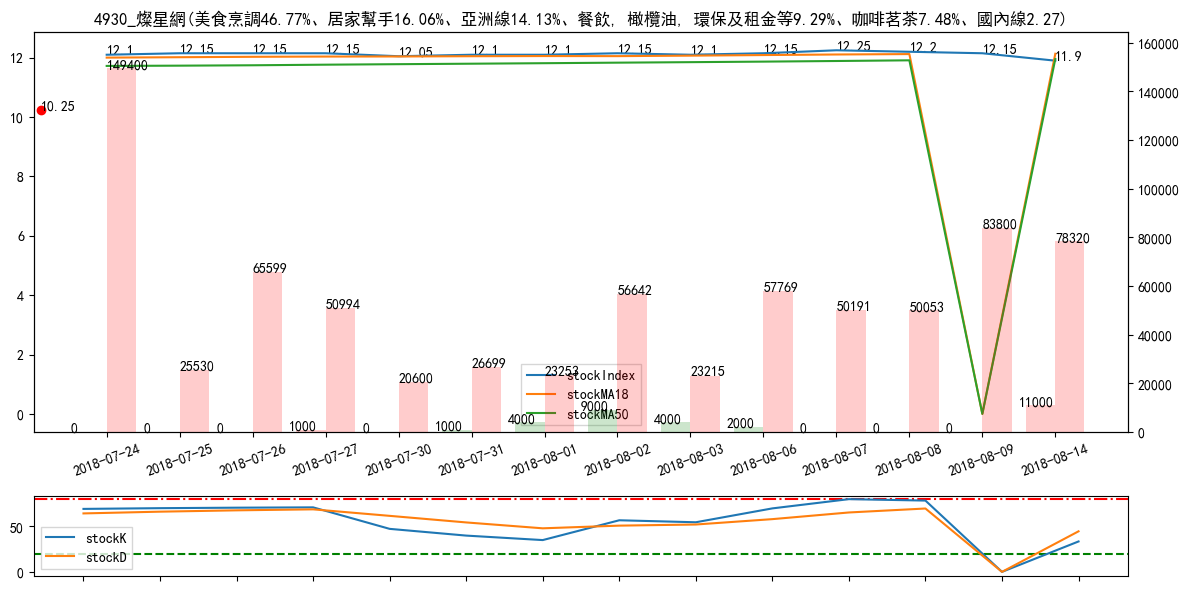 4930_燦星網(美食烹調46.77%、居家幫手16.06%、亞洲線14.13%、餐飲, 橄欖油, 環保及租金等9.29%、咖啡茗茶7.48%、國內線2.27)
12.1 12.15 12.15 12.15 12.05 12.1 12.1 12.15 12.1 12.15 12.25 12.2 12.15 11.9
12 160000
149400
140000
10.25
10 120000
8 100000
83800
78320
80000
6
65599
57769
56642
60000
50994 50191 50053
4
40000
2
25530 20600 26699 23253 23215
20000
stockIndex
stockMA18
stockMA50
0
0 0 0 1000 0 1000 4000 9000 4000 2000 0 0 0 11000
0
2018-07-24 2018-07-25 2018-07-26 2018-07-27 2018-07-30 2018-07-31 2018-08-01 2018-08-02 2018-08-03 2018-08-06 2018-08-07 2018-08-08 2018-08-09 2018-08-14
50
stockK
stockD
0